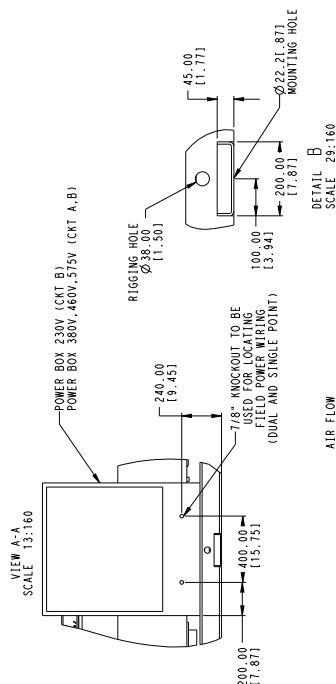 VIEW A-A
SCALE 13:160
POWER BOX 230V (CKT B)
POWER BOX 380V,460V,575V (CKT A,B)
240.00
[9.45]
7/8" KNOCKOUT TO BE
USED FOR LOCATING
FIELD POWER WIRING
(DUAL AND SINGLE POINT)
400.00
[15.75]
200.00
[7.87]
RIGGING HOLE
Ø38.00
[1.50]
45.00
[1.77]
Ø22.2[.87]
MOUNTING HOLE
200.00
[7.87]
100.00
[3.94]
DETAIL B
SCALE 29:160
AIR FLOW